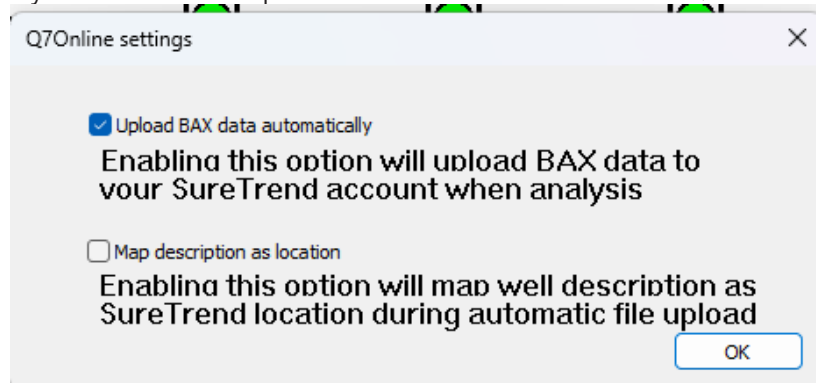 Q7Online settings
Upload BAX data automatically
Enabling this option will upload BAX data to
your SureTrend account when analysis
Map description as location
Enabling this option will map well description as
SureTrend location during automatic file upload
OK